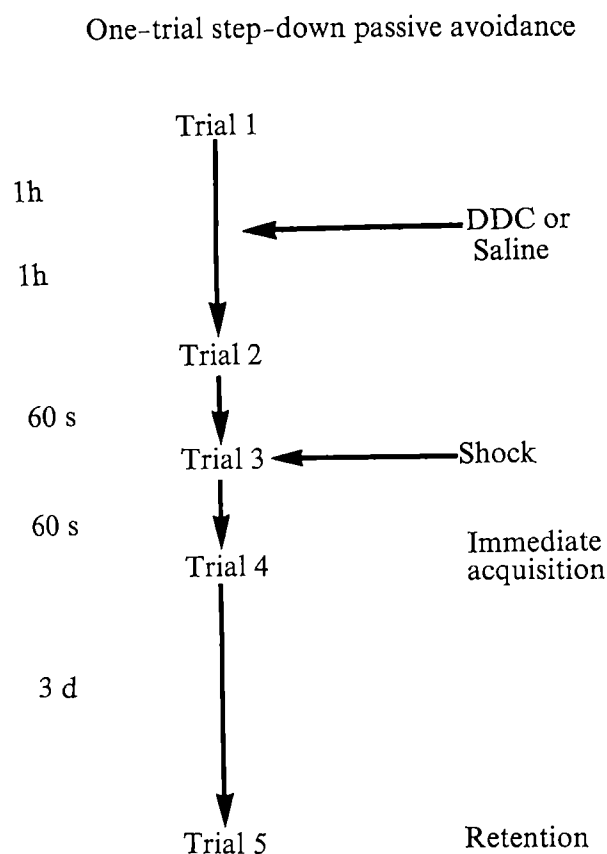 One-trial step-down passive avoidance
Trial 1
1h
DDC or
Saline
1h
Trial 2
60 s
Trial 3
Shock
60 s
Immediate
acquisition
Trial 4
3 d
Trial 5
Retention